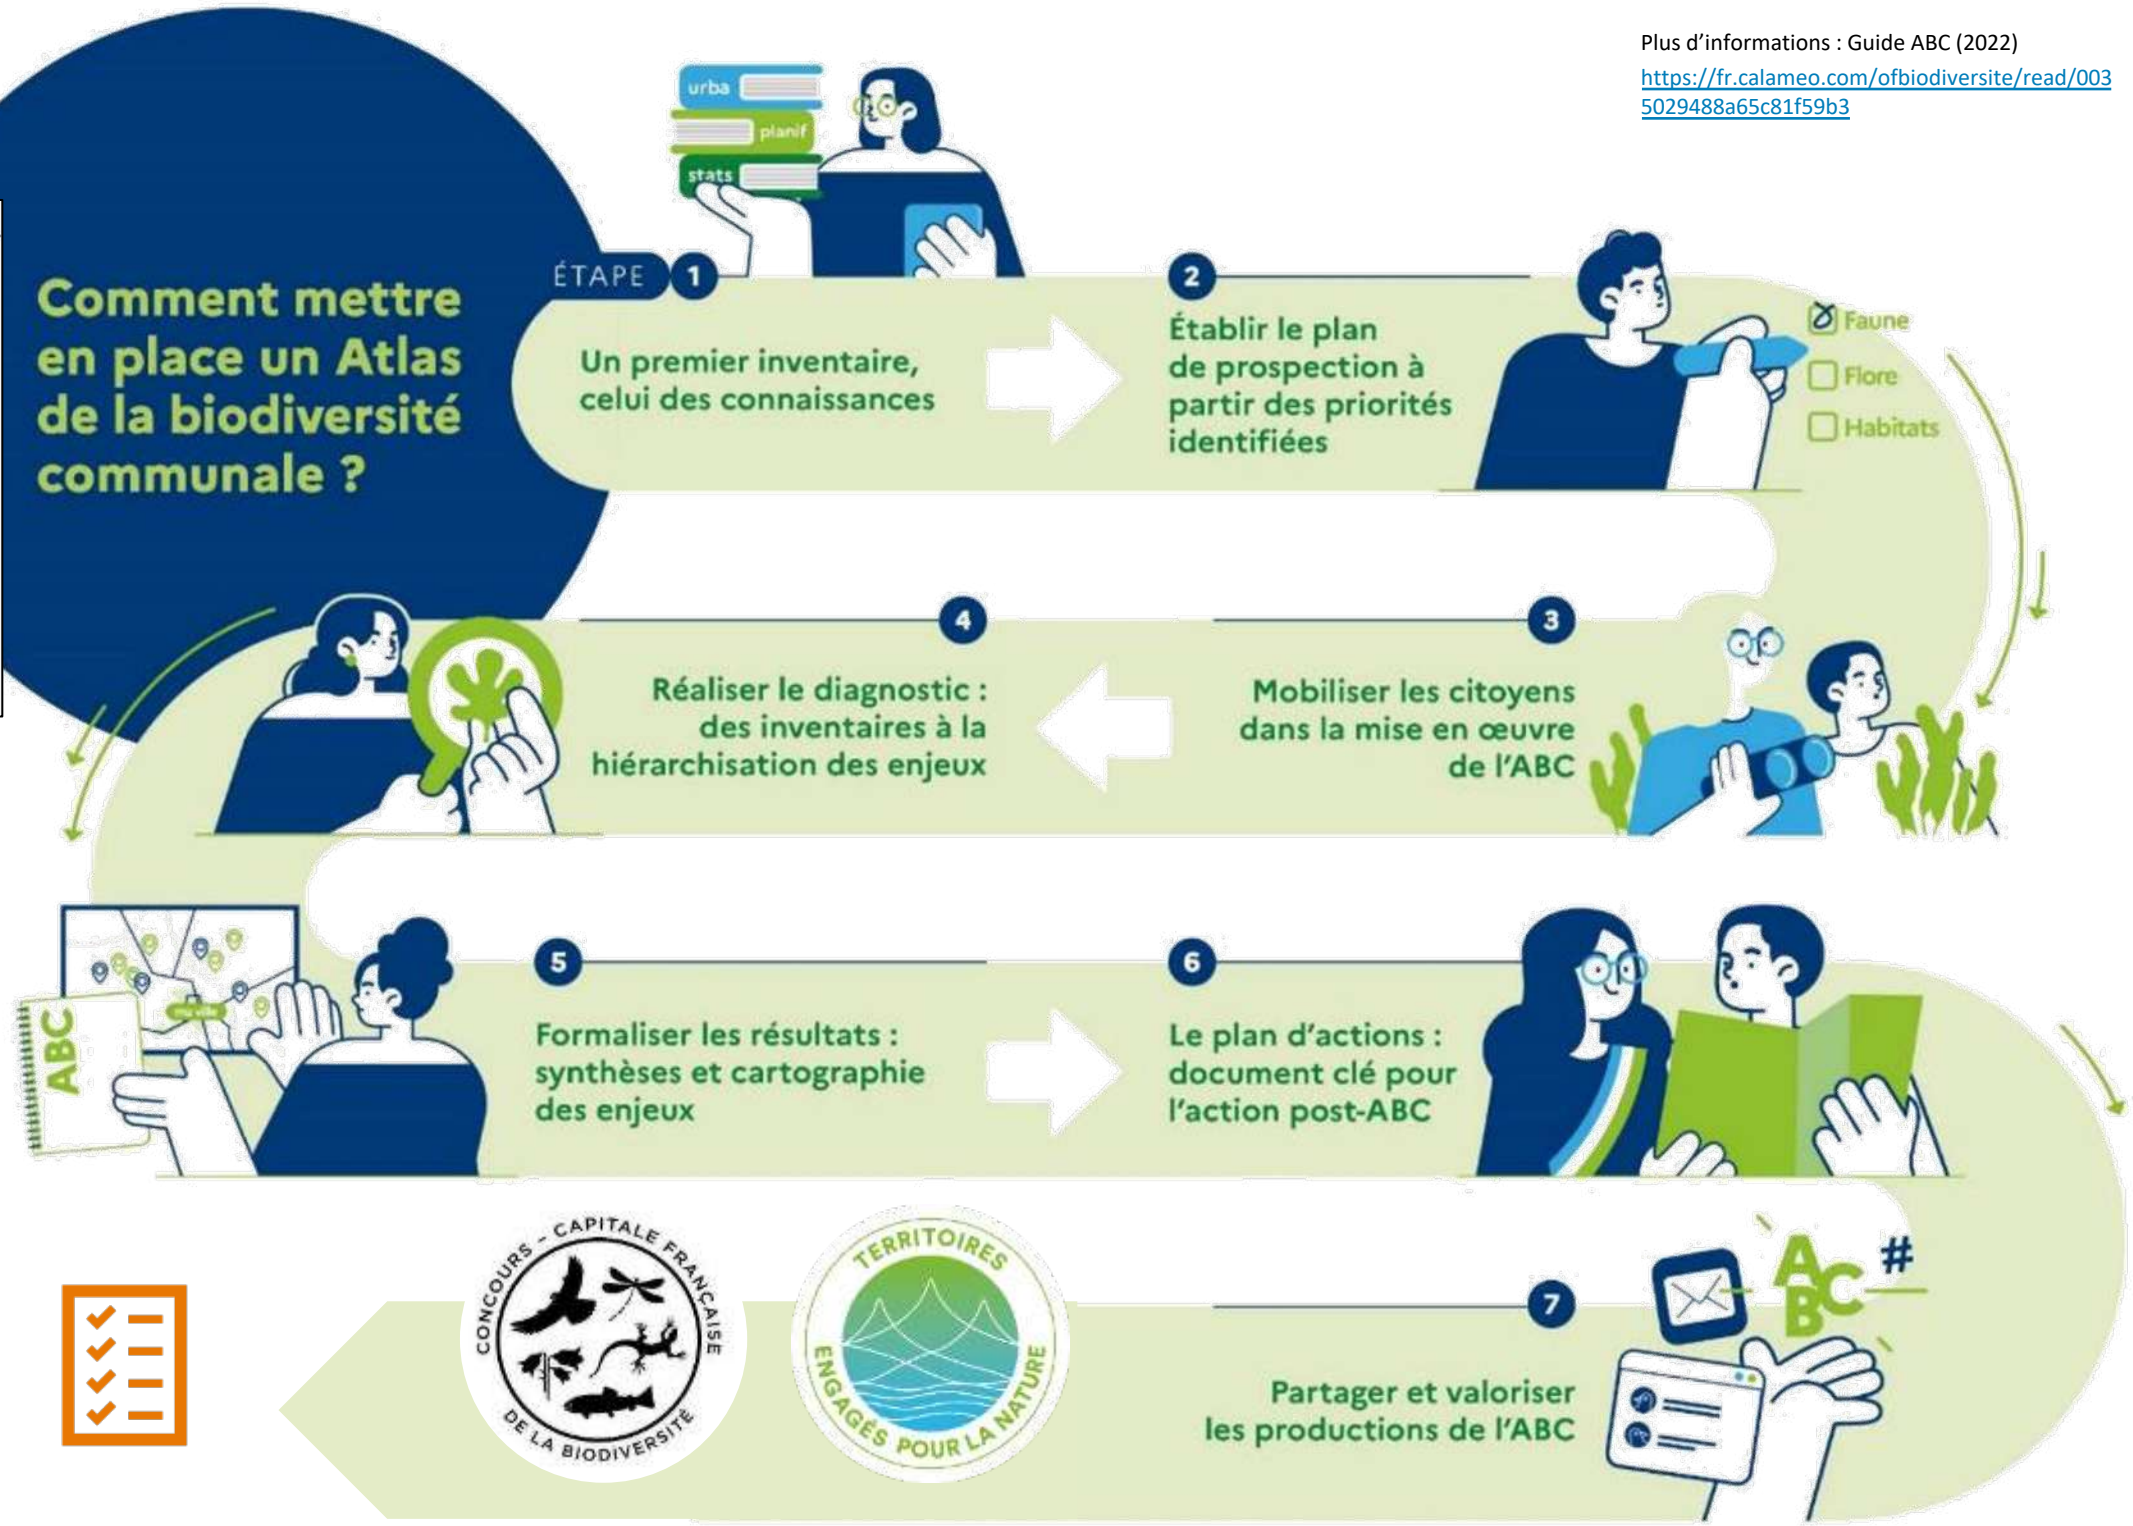 Plus d’informations : Guide ABC (2022)
https://fr.calameo.com/ofbiodiversite/read/003
5029488a65c81f59b3
urba
planif
stats
Comment mettre
en place un Atlas
de la biodiversité
communale ?
ÉTAPE 1
Un premier inventaire,
celui des connaissances
2
Établir le plan
de prospection à
partir des priorités
identifiées
Faune
Flore
Habitats
3
Mobiliser les citoyens
dans la mise en œuvre
de l’ABC
4
Réaliser le diagnostic :
des inventaires à la
hiérarchisation des enjeux
ABC
ma ville
5
Formaliser les résultats :
synthèses et cartographie
des enjeux
6
Le plan d’actions :
document clé pour
l’action post-ABC
7
Partager et valoriser
les productions de l’ABC
ABC
#
TERRITOIRES
ENGAGÉS POUR LA NATURE
CONCOURS – CAPITALE FRANÇAISE
DE LA BIODIVERSITÉ